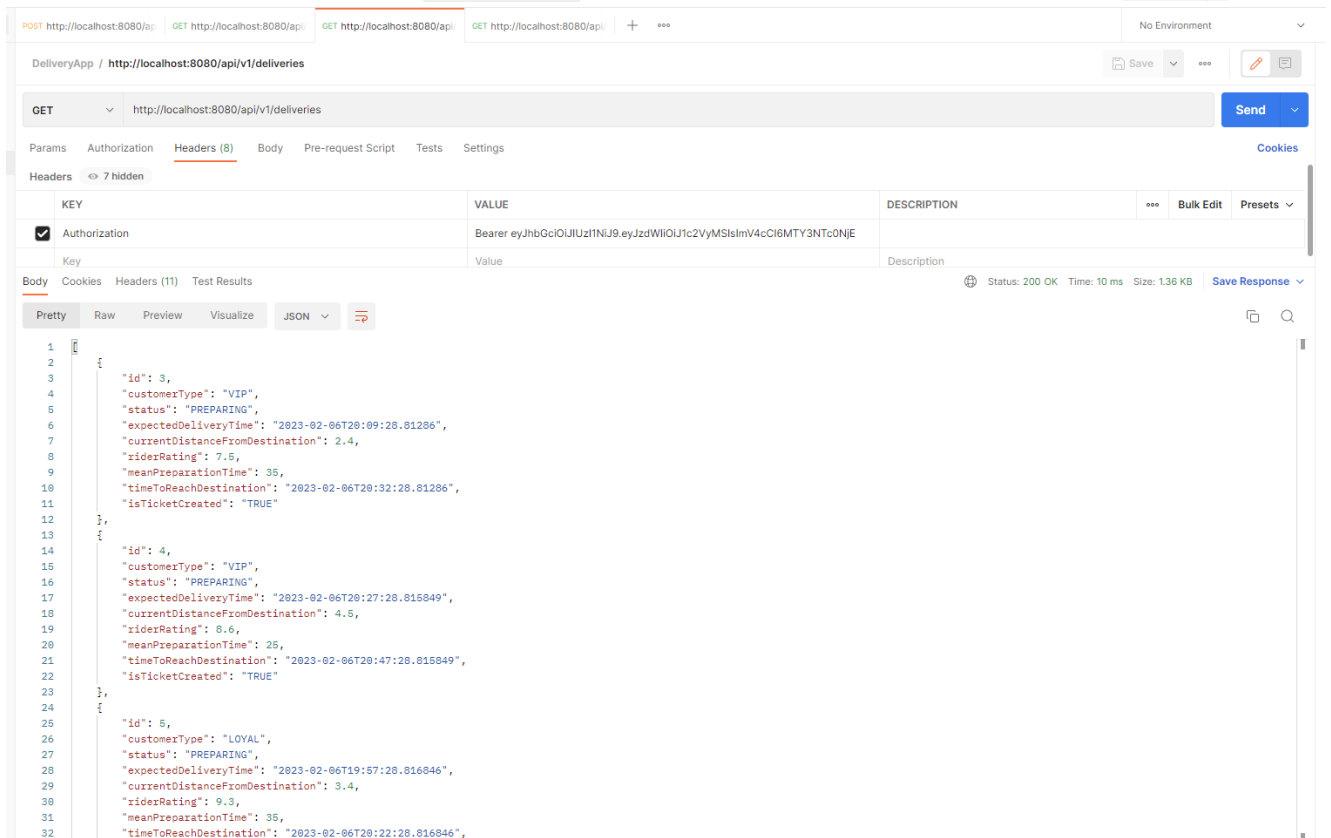 POST http://localhost:8080/ap GET http://localhost:8080/api/ GET http://localhost:8080/api/ GET http://localhost:8080/api/ No Environment
DeliveryApp / http://localhost:8080/api/v1/deliveries Save
GET http://localhost:8080/api/v1/deliveries Send
Params Authorization Headers (8) Body Pre-request Script Tests Settings Cookies
Headers 7 hidden
KEY VALUE DESCRIPTION Bulk Edit Presets
Authorization Bearer eyJhbGciOiJIUzI1NiJ9.eyJzdWIiOiJ1c2VyMSIsImV4cCI6MTY3NTc0NjE
Key Value Description
Body Cookies Headers (11) Test Results Status: 200 OK Time: 10 ms Size: 1.36 KB Save Response
Pretty Raw Preview Visualize JSON
1 [
2 {
3 "id": 3,
4 "customerType": "VIP",
5 "status": "PREPARING",
6 "expectedDeliveryTime": "2023-02-06T20:09:28.81286",
7 "currentDistanceFromDestination": 2.4,
8 "riderRating": 7.5,
9 "meanPreparationTime": 35,
10 "timeToReachDestination": "2023-02-06T20:32:28.81286",
11 "isTicketCreated": "TRUE"
12 },
13 {
14 "id": 4,
15 "customerType": "VIP",
16 "status": "PREPARING",
17 "expectedDeliveryTime": "2023-02-06T20:27:28.815849",
18 "currentDistanceFromDestination": 4.5,
19 "riderRating": 8.6,
20 "meanPreparationTime": 25,
21 "timeToReachDestination": "2023-02-06T20:47:28.815849",
22 "isTicketCreated": "TRUE"
23 },
24 {
25 "id": 5,
26 "customerType": "LOYAL",
27 "status": "PREPARING",
28 "expectedDeliveryTime": "2023-02-06T19:57:28.816846",
29 "currentDistanceFromDestination": 3.4,
30 "riderRating": 9.3,
31 "meanPreparationTime": 35,
32 "timeToReachDestination": "2023-02-06T20:22:28.816846",